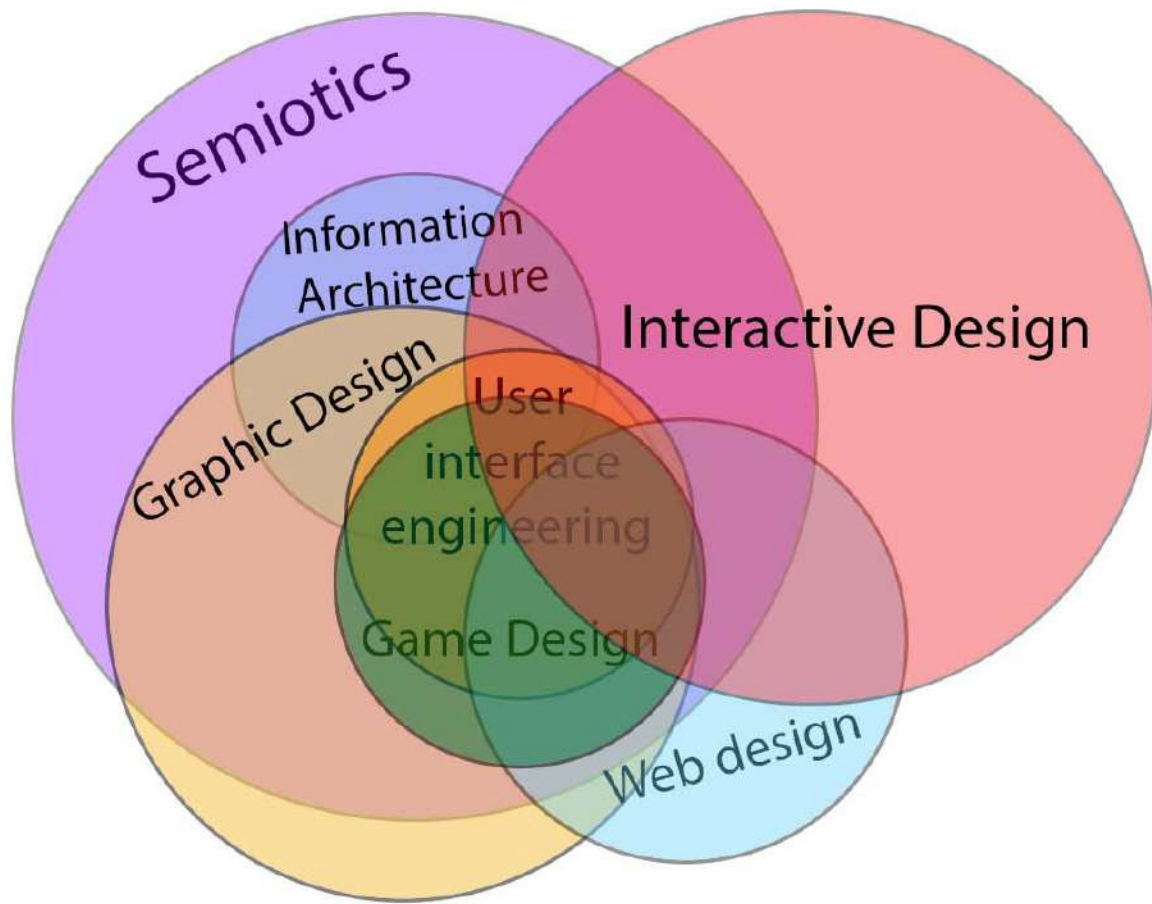 Semiotics
Information
Architecture
Interactive Design
Graphic Design
User
interface
engineering
Game Design
Web design